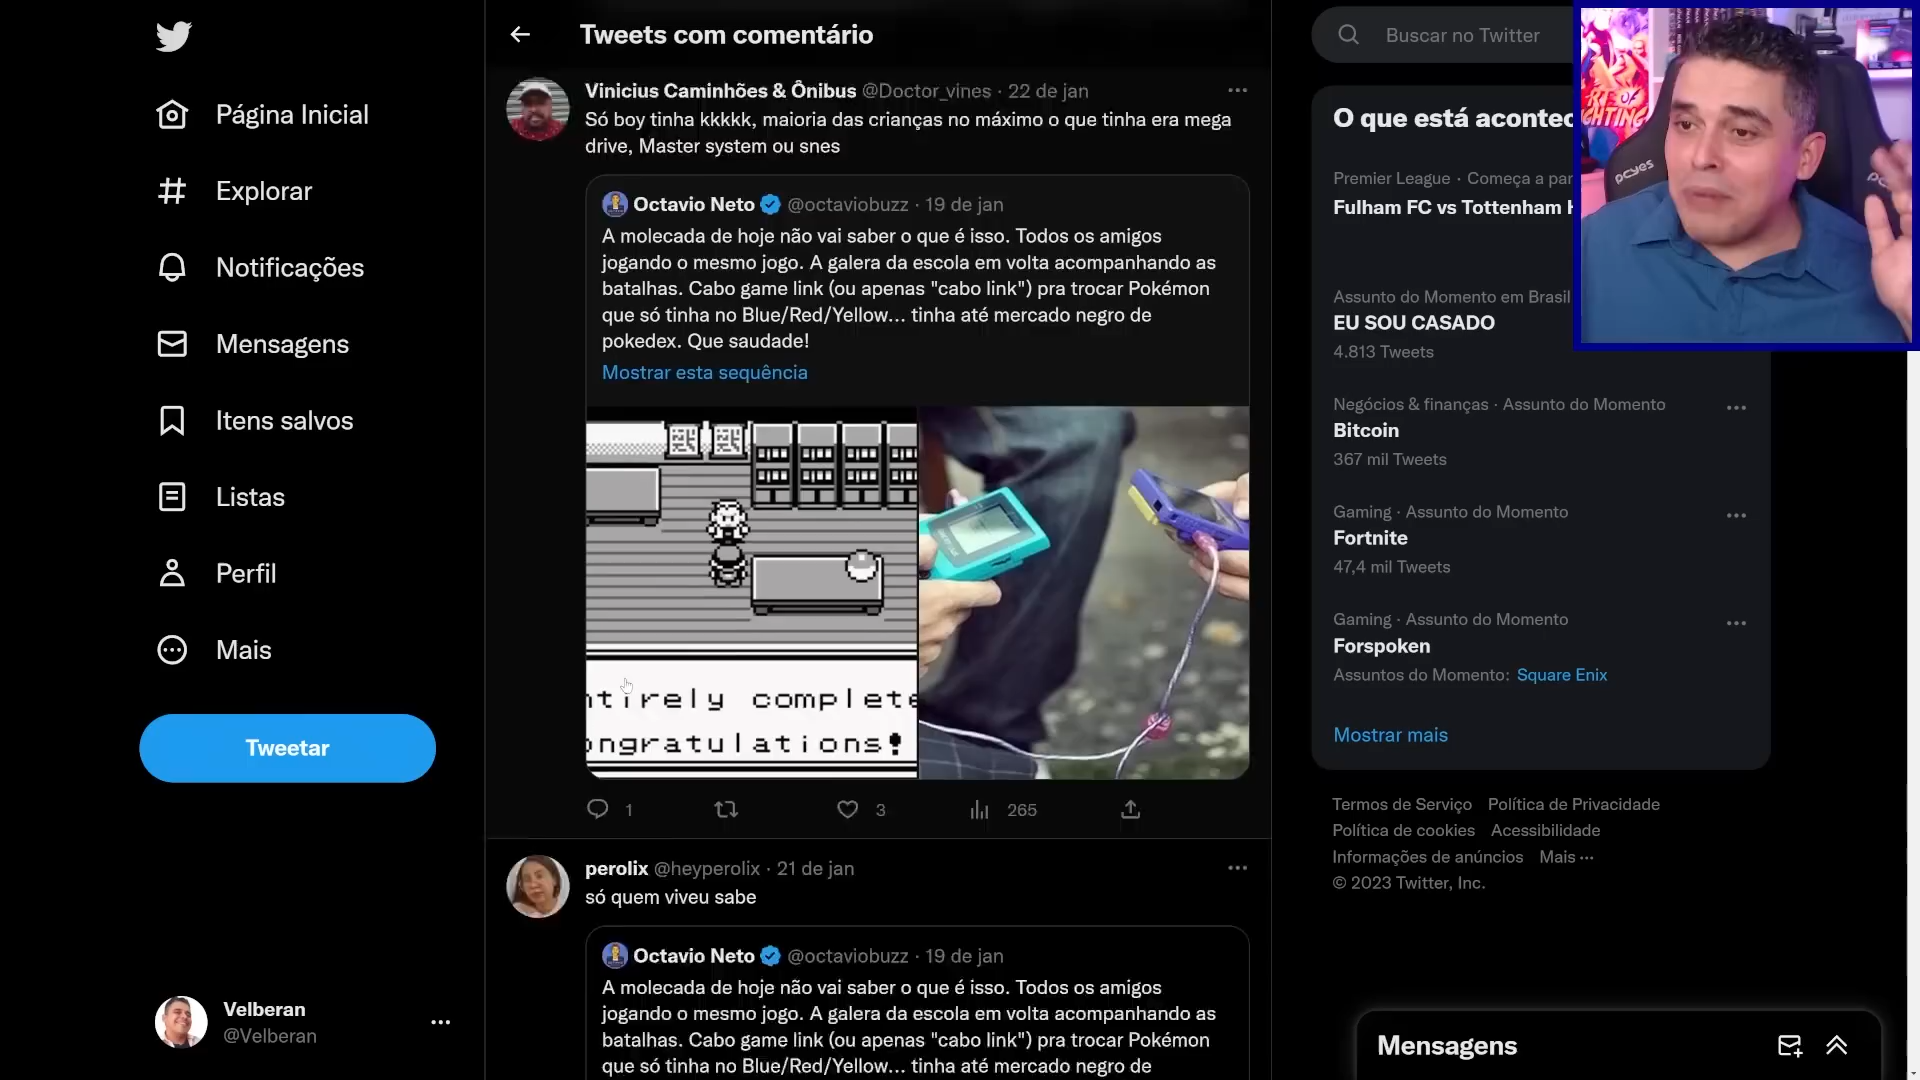 Página Inicial
Explorar
Notificações
Mensagens
Itens salvos
Listas
Perfil
Mais
Tweetar
Velberan
@Velberan
Tweets com comentário
Vinicius Caminhões & Ônibus @Doctor_vines · 22 de jan
Só boy tinha kkkkk, maioria das crianças no máximo o que tinha era mega
drive, Master system ou snes
Octavio Neto @octaviobuzz · 19 de jan
A molecada de hoje não vai saber o que é isso. Todos os amigos
jogando o mesmo jogo. A galera da escola em volta acompanhando as
batalhas. Cabo game link (ou apenas "cabo link") pra trocar Pokémon
que só tinha no Blue/Red/Yellow... tinha até mercado negro de
pokedex. Que saudade!
Mostrar esta sequência
ntirely complete
ongratulations!
1
3
265
perolix @heyperolix · 21 de jan
só quem viveu sabe
Octavio Neto @octaviobuzz · 19 de jan
A molecada de hoje não vai saber o que é isso. Todos os amigos
jogando o mesmo jogo. A galera da escola em volta acompanhando as
batalhas. Cabo game link (ou apenas "cabo link") pra trocar Pokémon
que só tinha no Blue/Red/Yellow... tinha até mercado negro de
Buscar no Twitter
O que está acontec
Premier League · Começa a par
Fulham FC vs Tottenham H
Assunto do Momento em Brasil
EU SOU CASADO
4.813 Tweets
Negócios & finanças · Assunto do Momento
Bitcoin
367 mil Tweets
Gaming · Assunto do Momento
Fortnite
47,4 mil Tweets
Gaming · Assunto do Momento
Forspoken
Assuntos do Momento: Square Enix
Mostrar mais
Termos de Serviço Política de Privacidade
Política de cookies Acessibilidade
Informações de anúncios Mais ···
© 2023 Twitter, Inc.
Mensagens
RT OF
FIGHTING
pcyes
pc